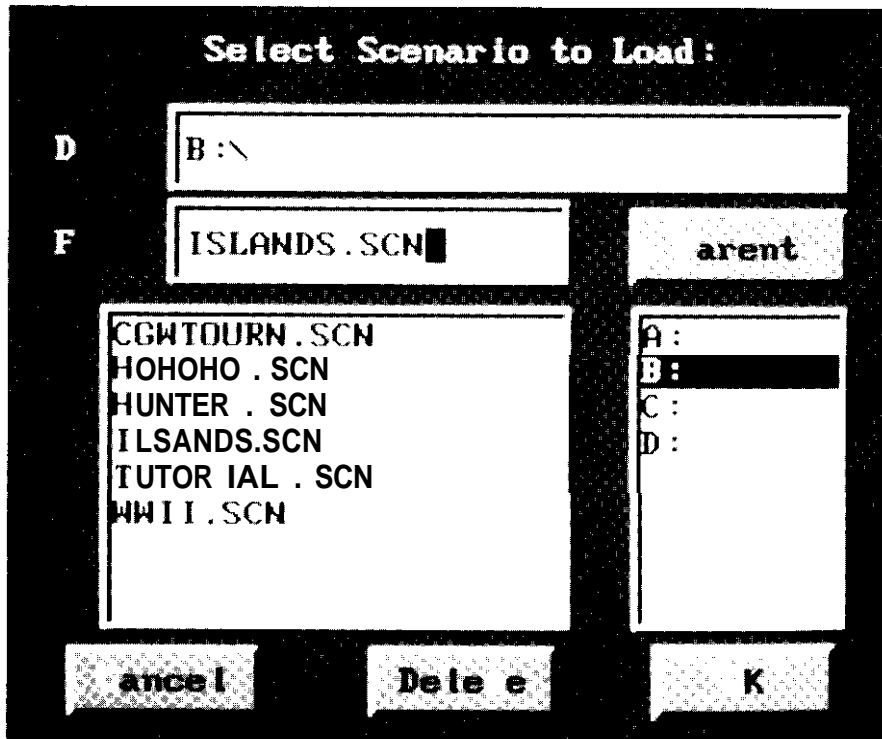 Select Scenario to Load:
D
B:\
F
ISLANDS.SCN
arent
CGWTOURN.SCN
HOHOHO . SCN
HUNTER . SCN
ILSANDS.SCN
TUTOR IAL . SCN
WWII.SCN
A:
B:
C:
D:
ancel
Dele e
K